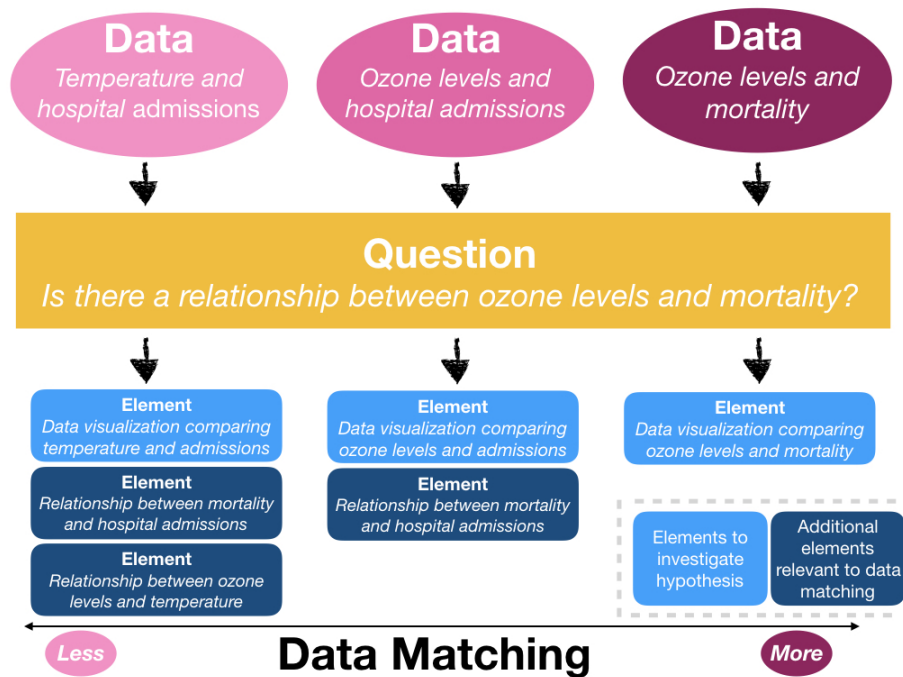 Data
Temperature and
hospital admissions
Data
Ozone levels and
hospital admissions
Data
Ozone levels and
mortality
Question
Is there a relationship between ozone levels and mortality?
Element
Data visualization comparing
temperature and admissions
Element
Relationship between mortality
and hospital admissions
Element
Relationship between ozone
levels and temperature
Element
Data visualization comparing
ozone levels and admissions
Element
Relationship between mortality
and hospital admissions
Element
Data visualization comparing
ozone levels and mortality
Elements to
investigate
hypothesis
Additional
elements
relevant to data
matching
Less
Data Matching
More